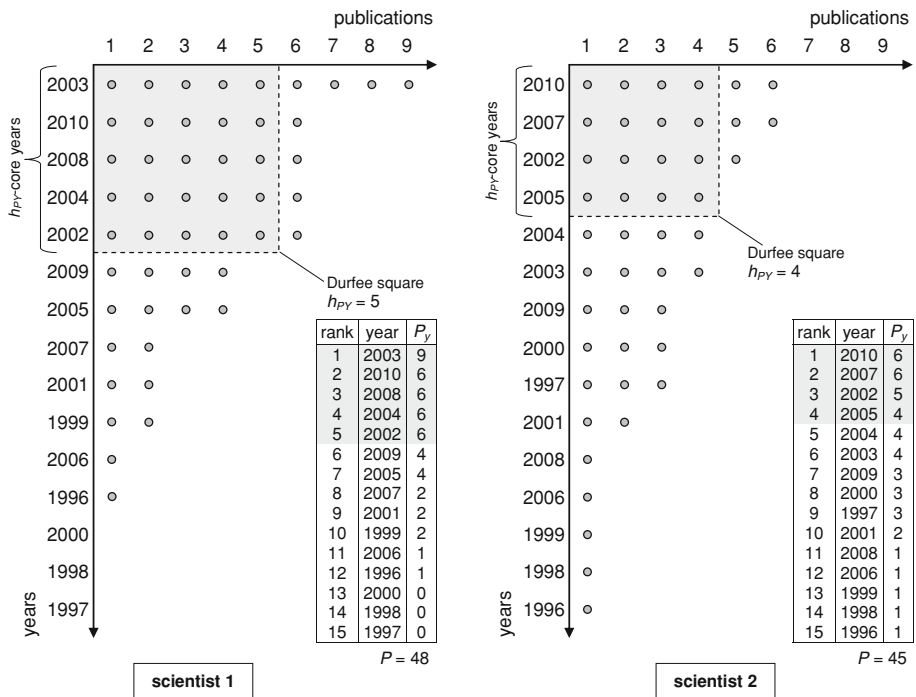 publications
1 2 3 4 5 6 7 8 9
h_PY-core years
2003
2010
2008
2004
2002
2009
2005
2007
2001
1999
2006
1996
2000
1998
1997
years
Durfee square
h_PY = 5
rank year P_y
1 2003 9
2 2010 6
3 2008 6
4 2004 6
5 2002 6
6 2009 4
7 2005 4
8 2007 2
9 2001 2
10 1999 2
11 2006 1
12 1996 1
13 2000 0
14 1998 0
15 1997 0
P = 48
scientist 1
publications
1 2 3 4 5 6 7 8 9
h_PY-core years
2010
2007
2002
2005
2004
2003
2009
2000
1997
2001
2008
2006
1999
1998
1996
years
Durfee square
h_PY = 4
rank year P_y
1 2010 6
2 2007 6
3 2002 5
4 2005 4
5 2004 4
6 2003 4
7 2009 3
8 2000 3
9 1997 3
10 2001 2
11 2008 1
12 2006 1
13 1999 1
14 1998 1
15 1996 1
P = 45
scientist 2